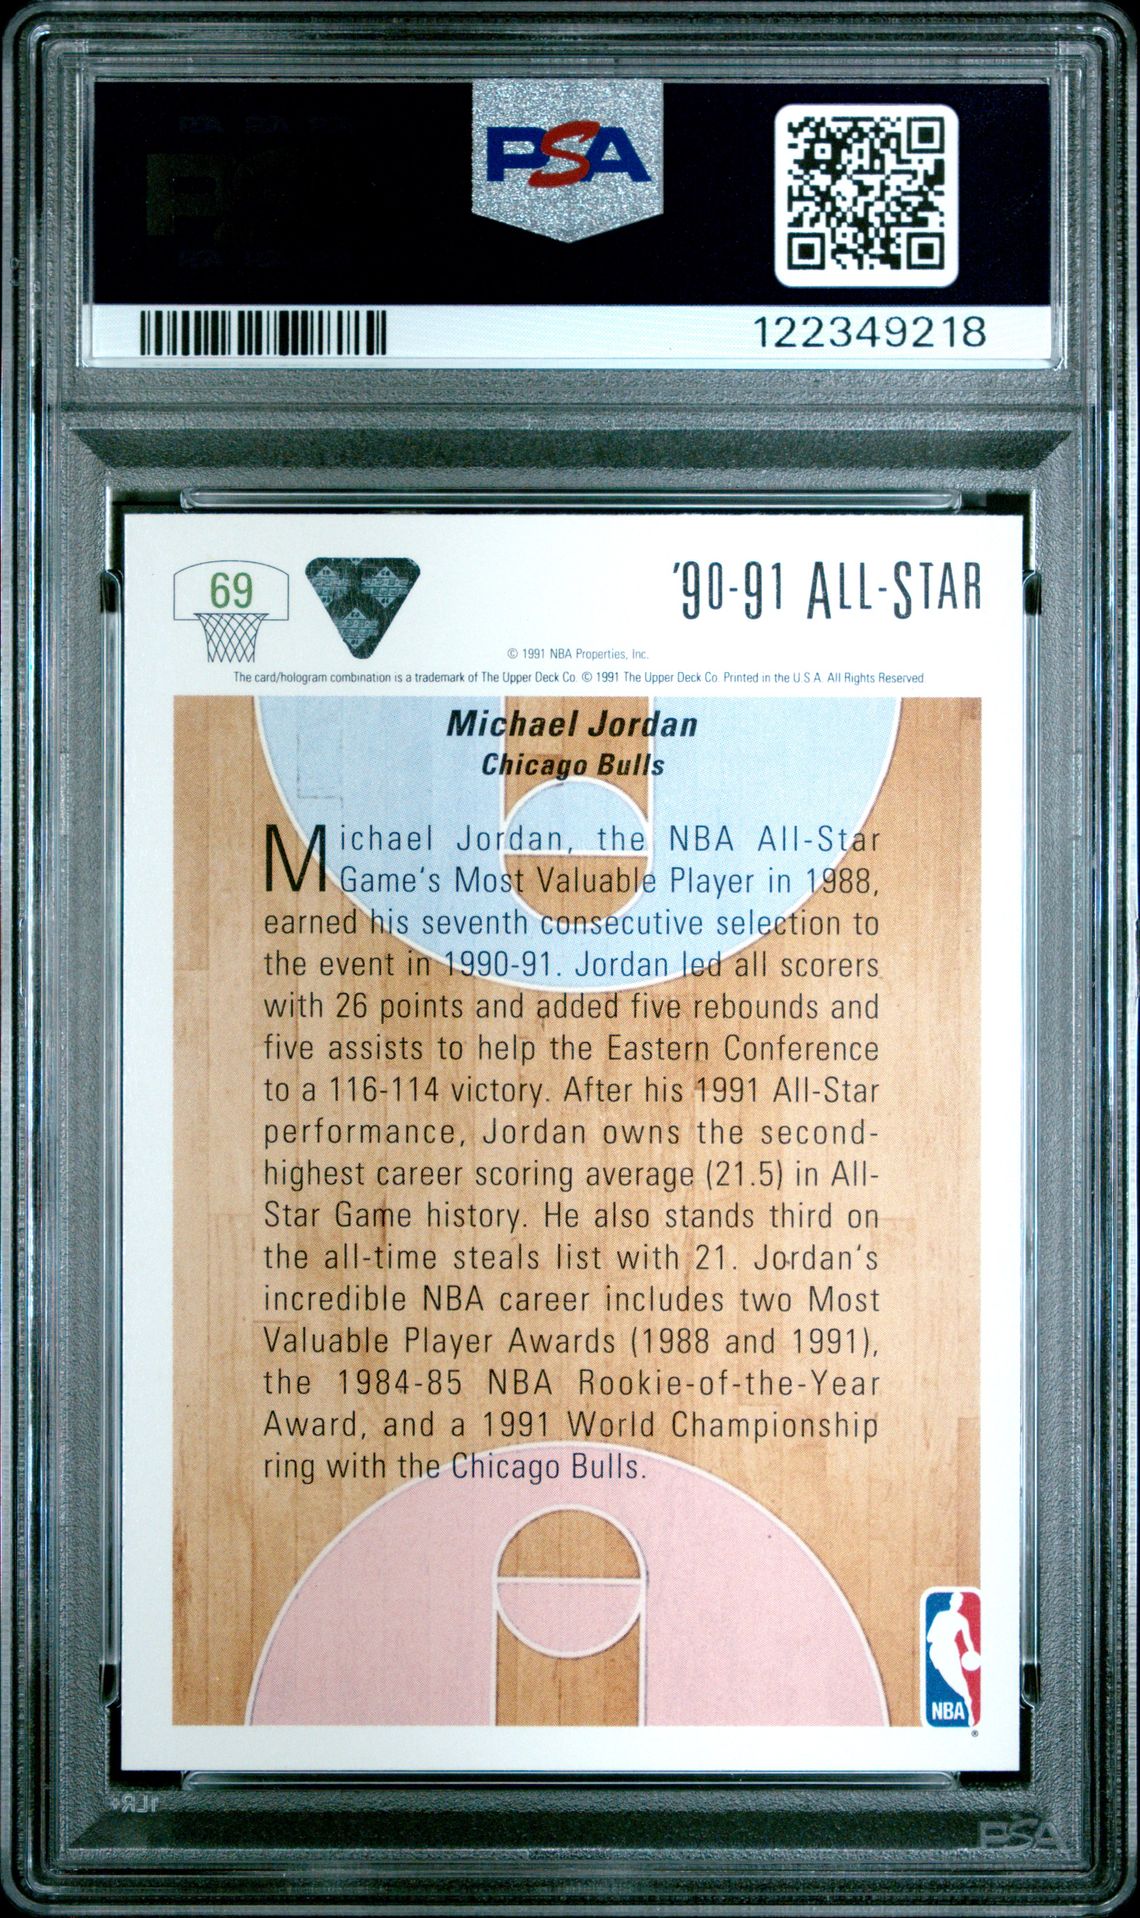 PSA
122349218
69
'90-91 ALL-STAR
© 1991 NBA Properties, Inc.
The card/hologram combination is a trademark of The Upper Deck Co. © 1991 The Upper Deck Co. Printed in the U.S.A. All Rights Reserved
Michael Jordan
Chicago Bulls
Michael Jordan, the NBA All-Star
Game's Most Valuable Player in 1988,
earned his seventh consecutive selection to
the event in 1990-91. Jordan led all scorers
with 26 points and added five rebounds and
five assists to help the Eastern Conference
to a 116-114 victory. After his 1991 All-Star
performance, Jordan owns the second-
highest career scoring average (21.5) in All-
Star Game history. He also stands third on
the all-time steals list with 21. Jordan's
incredible NBA career includes two Most
Valuable Player Awards (1988 and 1991),
the 1984-85 NBA Rookie-of-the-Year
Award, and a 1991 World Championship
ring with the Chicago Bulls.
NBA
®
PSA